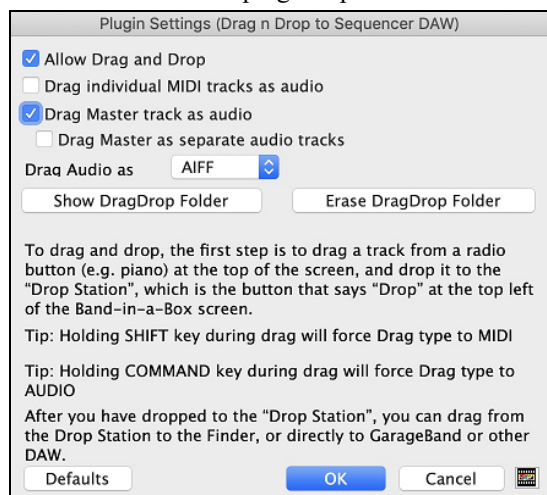 Plugin Settings (Drag n Drop to Sequencer DAW)
Allow Drag and Drop
Drag individual MIDI tracks as audio
Drag Master track as audio
Drag Master as separate audio tracks
Drag Audio as AIFF
Show DragDrop Folder Erase DragDrop Folder
To drag and drop, the first step is to drag a track from a radio
button (e.g. piano) at the top of the screen, and drop it to the
“Drop Station”, which is the button that says “Drop” at the top left
of the Band-in-a-Box screen.
Tip: Holding SHIFT key during drag will force Drag type to MIDI
Tip: Holding COMMAND key during drag will force Drag type to
AUDIO
After you have dropped to the “Drop Station”, you can drag from
the Drop Station to the Finder, or directly to GarageBand or other
DAW.
Defaults OK Cancel